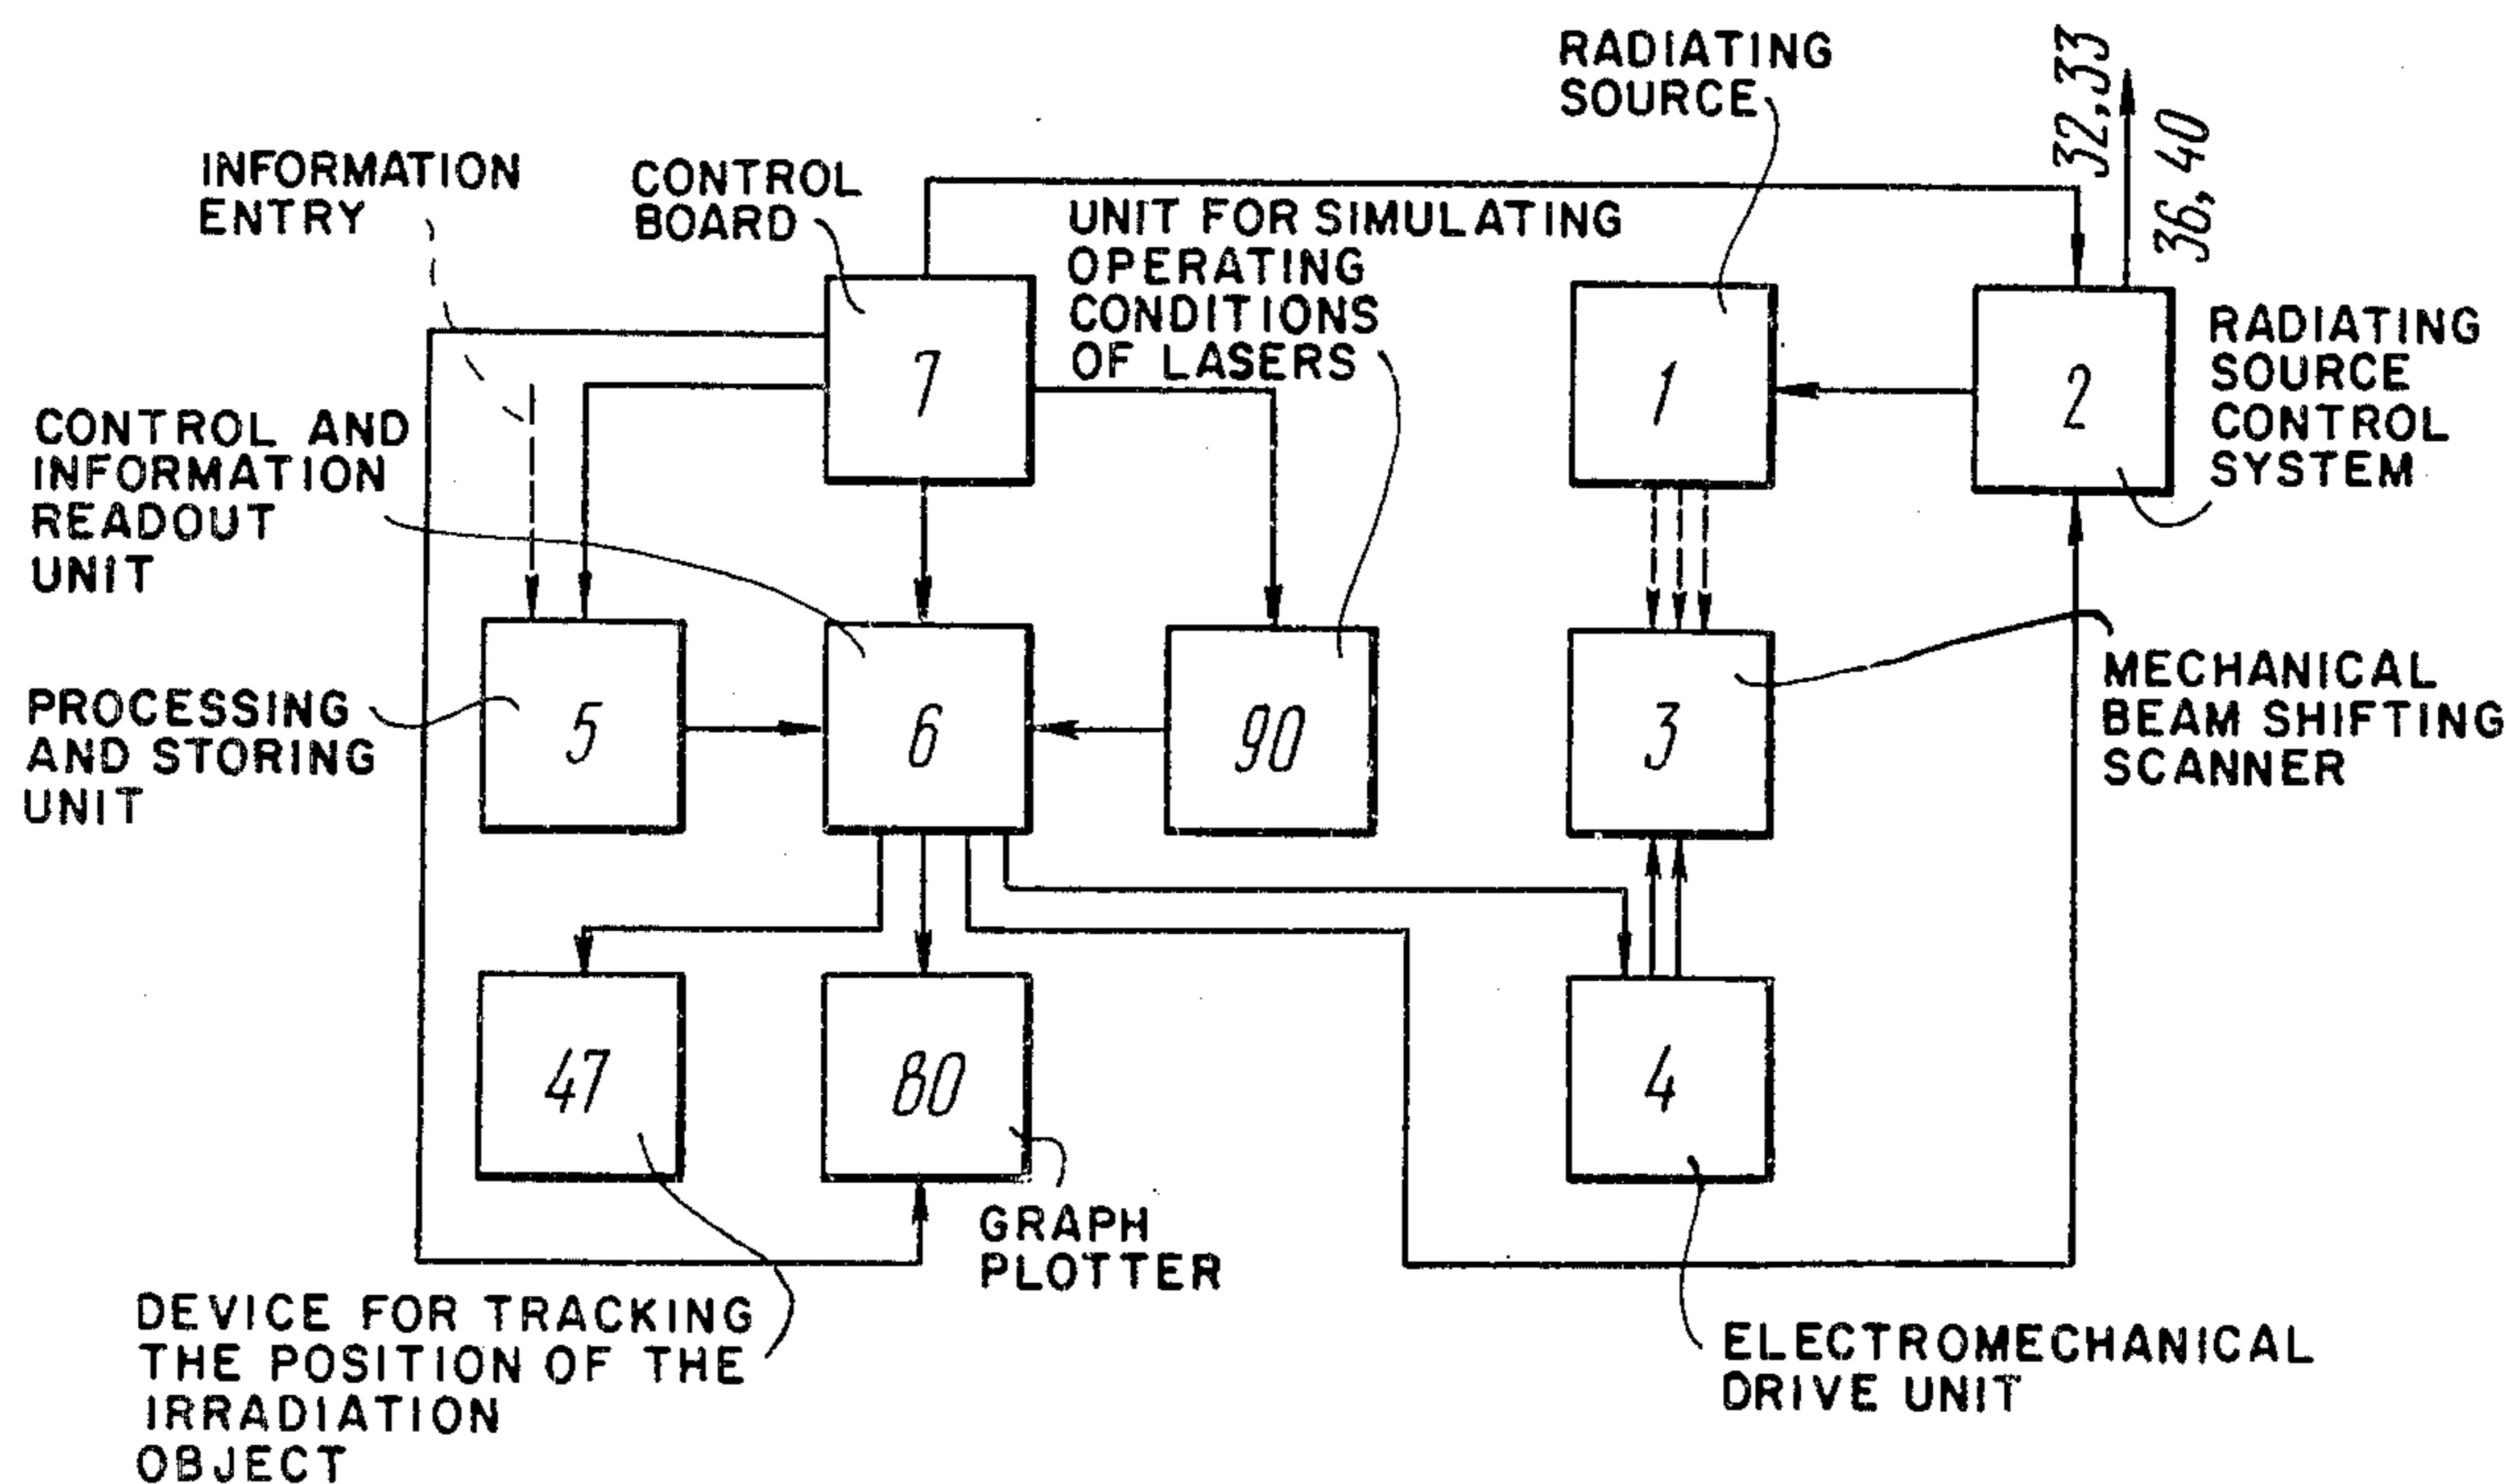 RADIATING
SOURCE
32,33
36, 40
INFORMATION
ENTRY
CONTROL
BOARD
UNIT FOR SIMULATING
OPERATING
CONDITIONS
OF LASERS
7
1
2
RADIATING
SOURCE
CONTROL
SYSTEM
CONTROL AND
INFORMATION
READOUT
UNIT
PROCESSING
AND STORING
UNIT
5
6
90
3
MECHANICAL
BEAM SHIFTING
SCANNER
47
80
4
GRAPH
PLOTTER
DEVICE FOR TRACKING
THE POSITION OF THE
IRRADIATION
OBJECT
ELECTROMECHANICAL
DRIVE UNIT